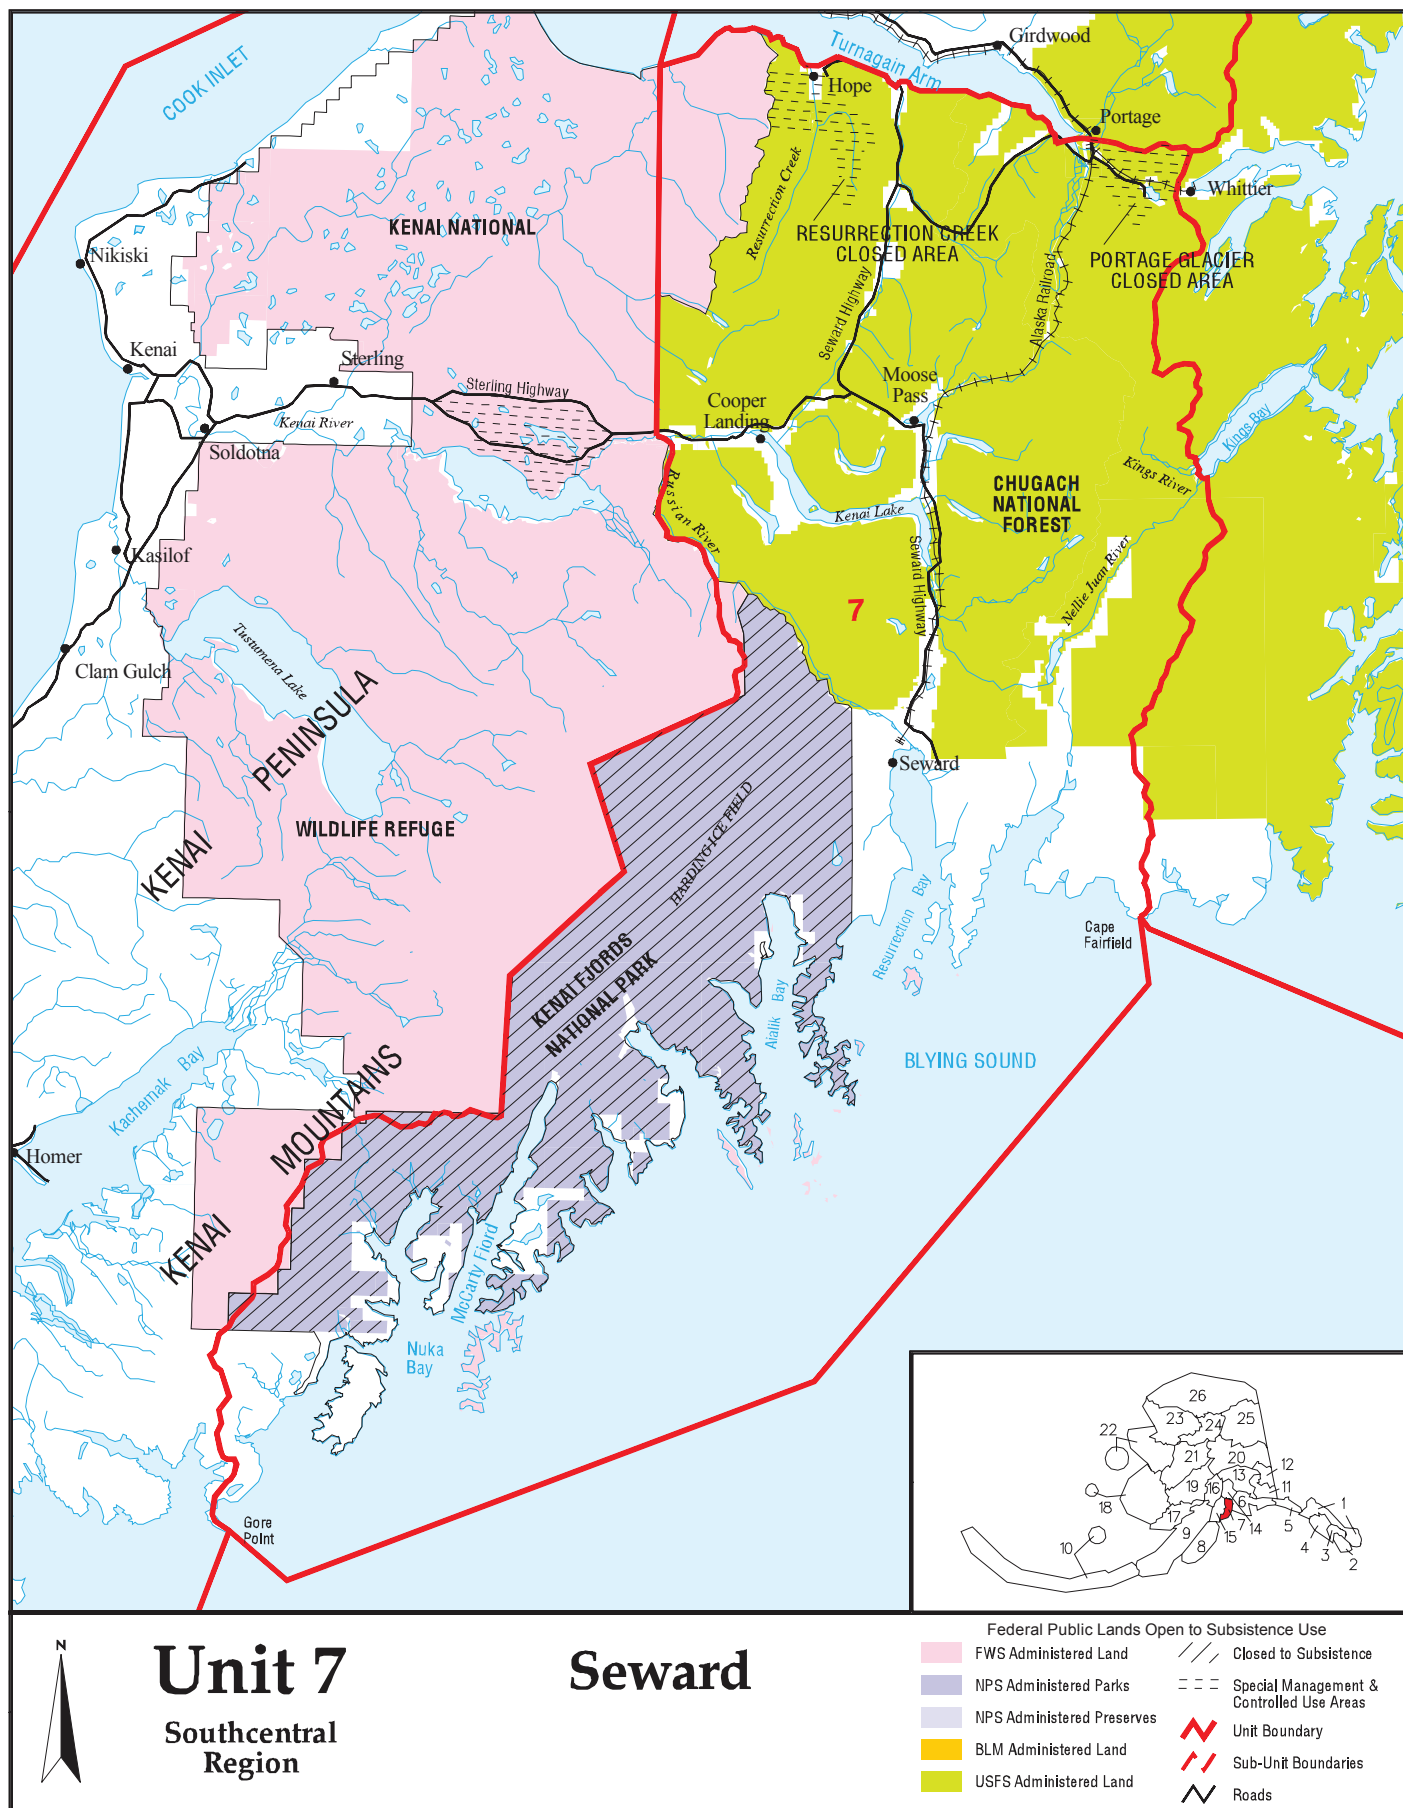 COOK INLET
Turnagain Arm
Girdwood
Hope
Portage
Whittier
Resurrection Creek
KENAI NATIONAL
RESURRECTION CREEK
CLOSED AREA
PORTAGE GLACIER
CLOSED AREA
Nikiski
Seward Highway
Alaska Railroad
Kenai
Sterling
Sterling Highway
Moose
Pass
Cooper
Landing
Kenai River
Soldotna
Kings Bay
Kings River
Russian River
CHUGACH
NATIONAL
FOREST
Kenai Lake
Kasilof
Seward Highway
Nellie Juan River
7
Tustumena Lake
Clam Gulch
KENAI
PENINSULA
Seward
HARDING ICE FIELD
WILDLIFE REFUGE
Resurrection Bay
Cape
Fairfield
KENAI FJORDS
NATIONAL PARK
Aialik Bay
BLYING SOUND
Kachemak Bay
KENAI
MOUNTAINS
Homer
McCarty Fiord
Nuka
Bay
Gore
Point
26
23
24
25
22
21
20
12
13
11
19
16
18
17
6
1
7
14
5
9
15
4
10
8
3
2
N
Unit 7
Southcentral
Region
Seward
Federal Public Lands Open to Subsistence Use
FWS Administered Land
NPS Administered Parks
NPS Administered Preserves
BLM Administered Land
USFS Administered Land
Closed to Subsistence
Special Management &
Controlled Use Areas
Unit Boundary
Sub-Unit Boundaries
Roads